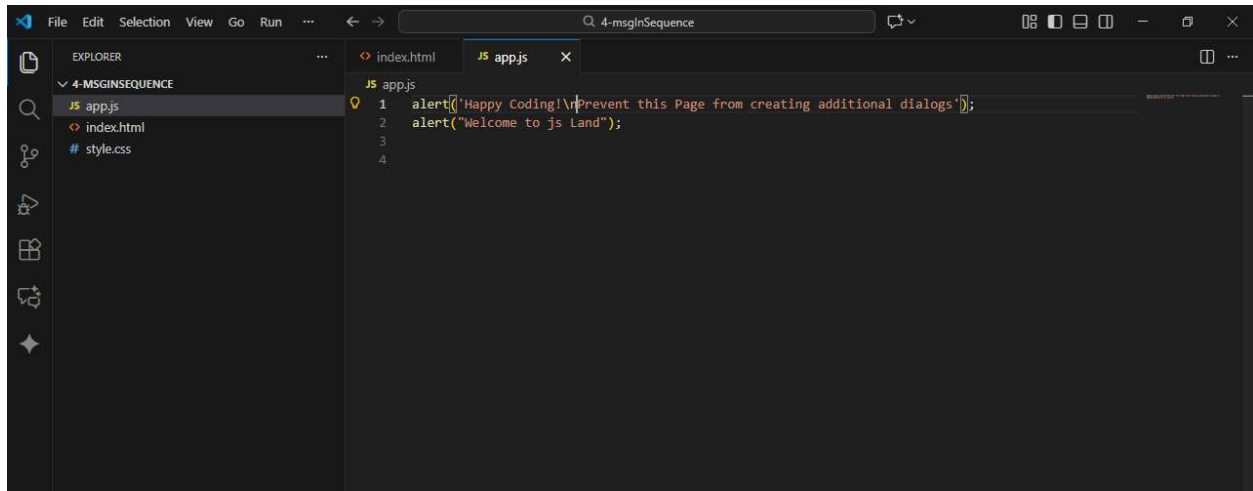 File Edit Selection View Go Run ···
4-msgInSequence
EXPLORER ···
4-MSGINSEQUENCE
JS app.js
<> index.html
# style.css
<> index.html JS app.js
JS app.js
1 alert('Happy Coding!\nPrevent this Page from creating additional dialogs');
2 alert("Welcome to js Land");
3
4